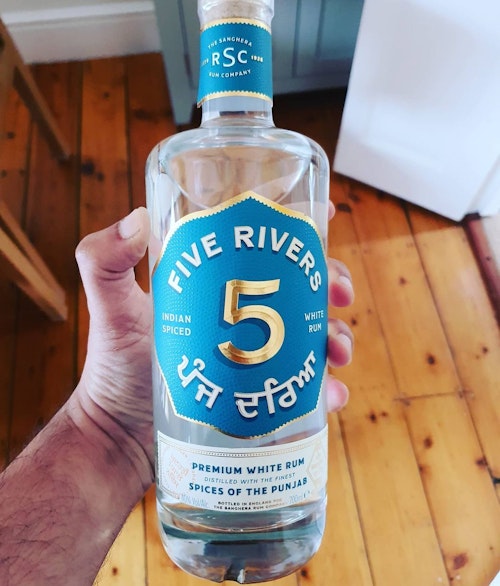 THE SANGHERA
RSC
RUM COMPANY
FIVE RIVERS
INDIAN SPICED
5
WHITE RUM
ਪੰਜ ਦਰਿਆ
PREMIUM WHITE RUM
DISTILLED WITH THE FINEST
SPICES OF THE PUNJAB
BOTTLED IN ENGLAND FOR
THE SANGHERA RUM